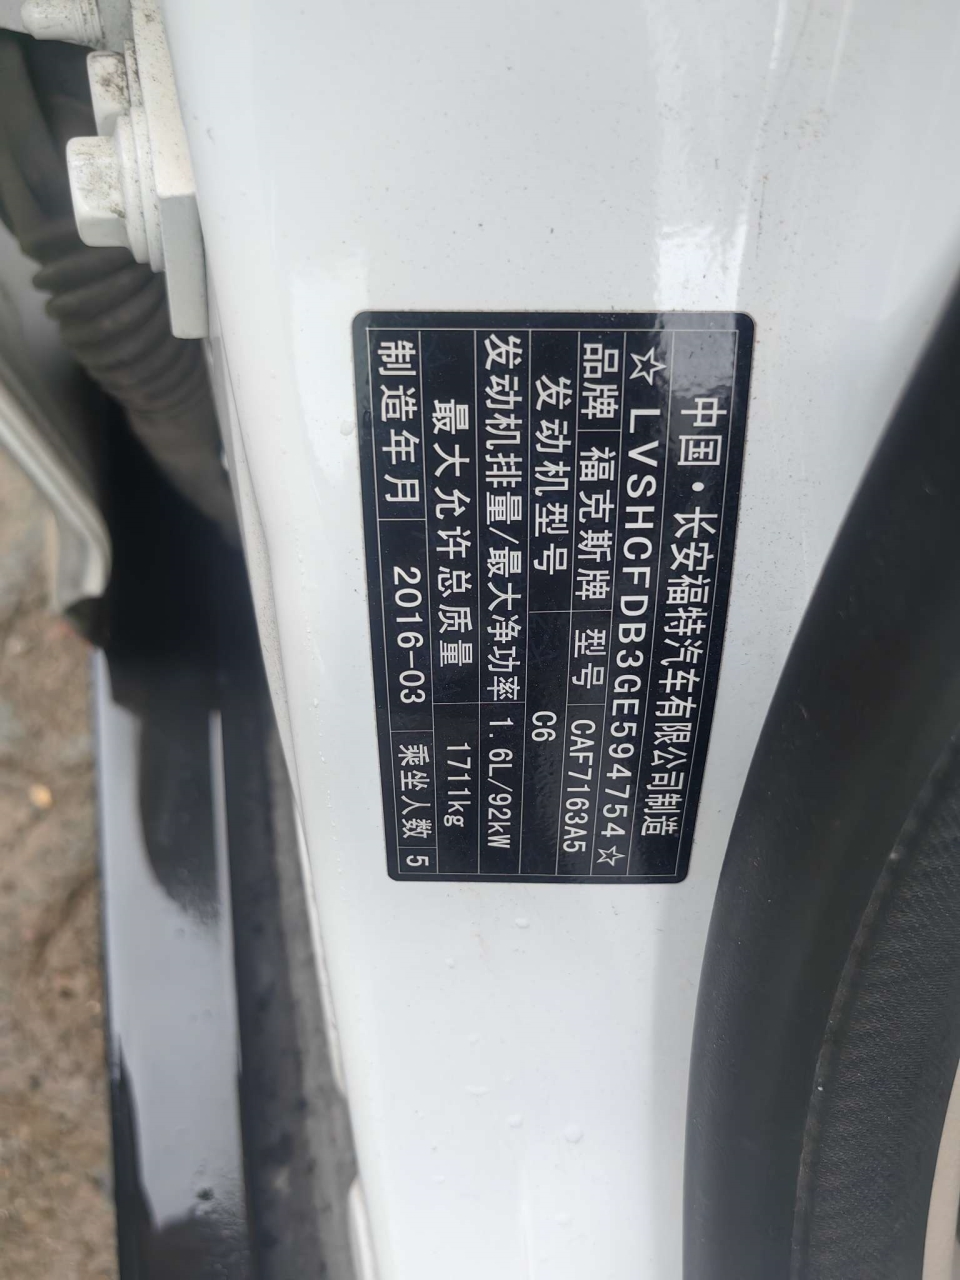 中国·长安福特汽车有限公司制造
☆LVSHCFDB3GE594754☆
品牌 福克斯牌 型号 CAF7163A5
发动机型号 C6
发动机排量/最大净功率 1.6L/92kW
最大允许总质量 1711kg
制造年月 2016-03 乘坐人数 5